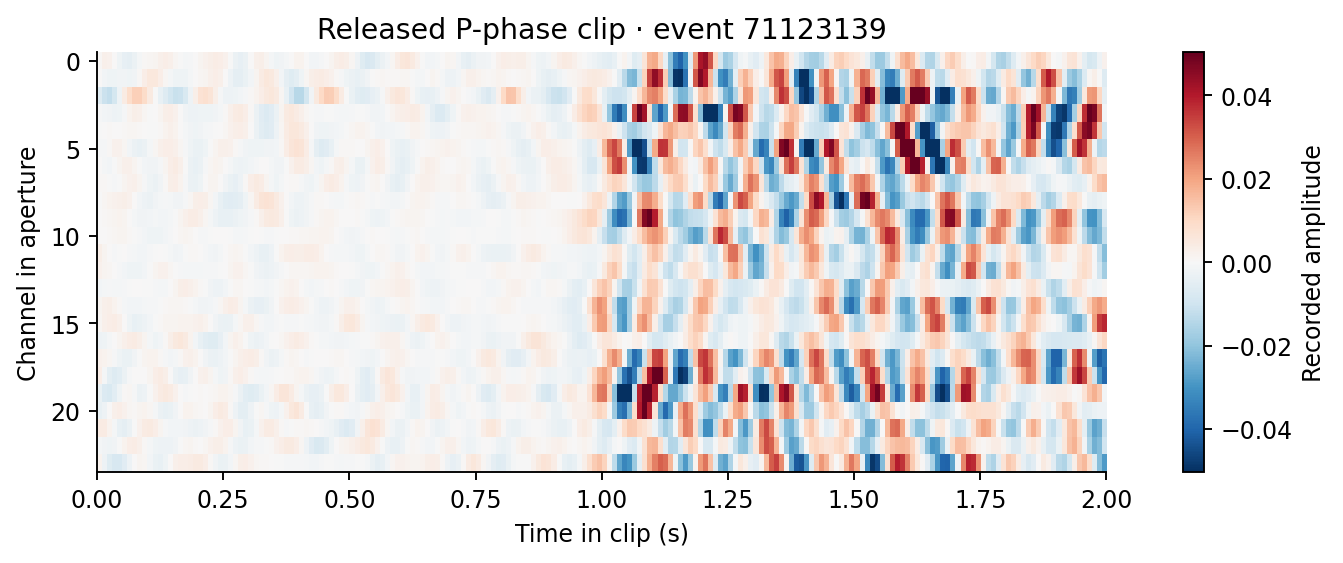 Released P-phase clip · event 71123139
Channel in aperture
0
5
10
15
20
0.00 0.25 0.50 0.75 1.00 1.25 1.50 1.75 2.00
Time in clip (s)
0.04
0.02
0.00
−0.02
−0.04
Recorded amplitude